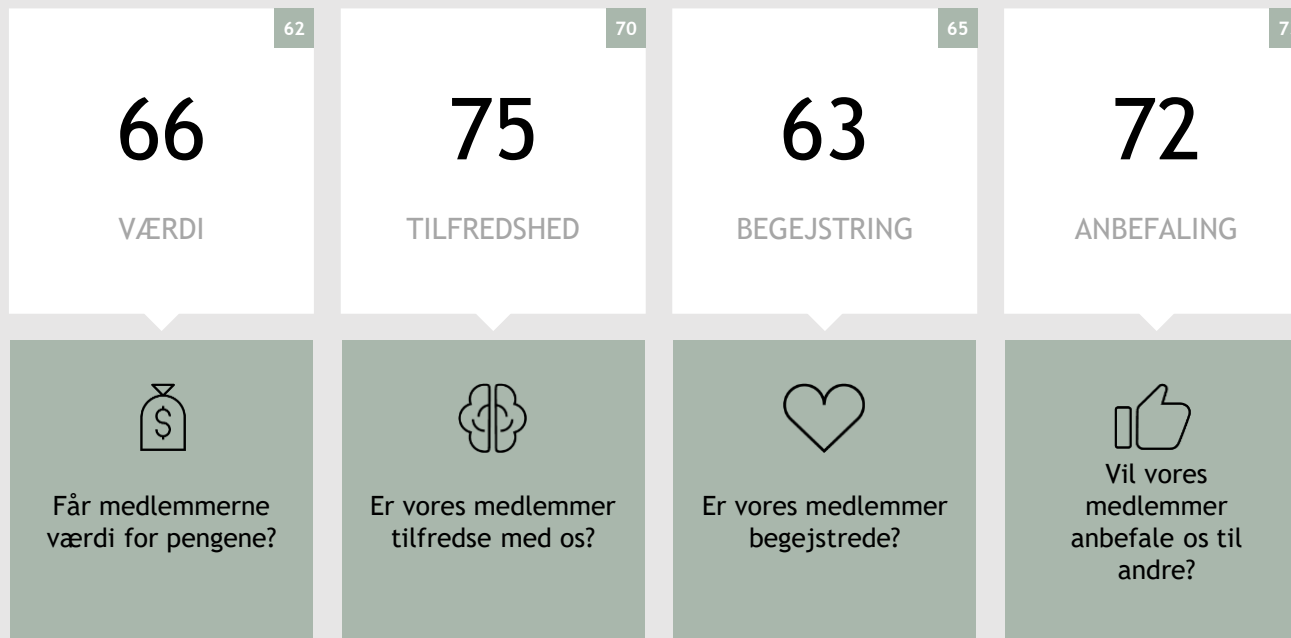 62
66
VÆRDI
70
75
TILFREDSHED
65
63
BEGEJSTRING
72
ANBEFALING
Får medlemmerne
værdi for pengene?
Er vores medlemmer
tilfredse med os?
Er vores medlemmer
begejstrede?
Vil vores
medlemmer
anbefale os til
andre?